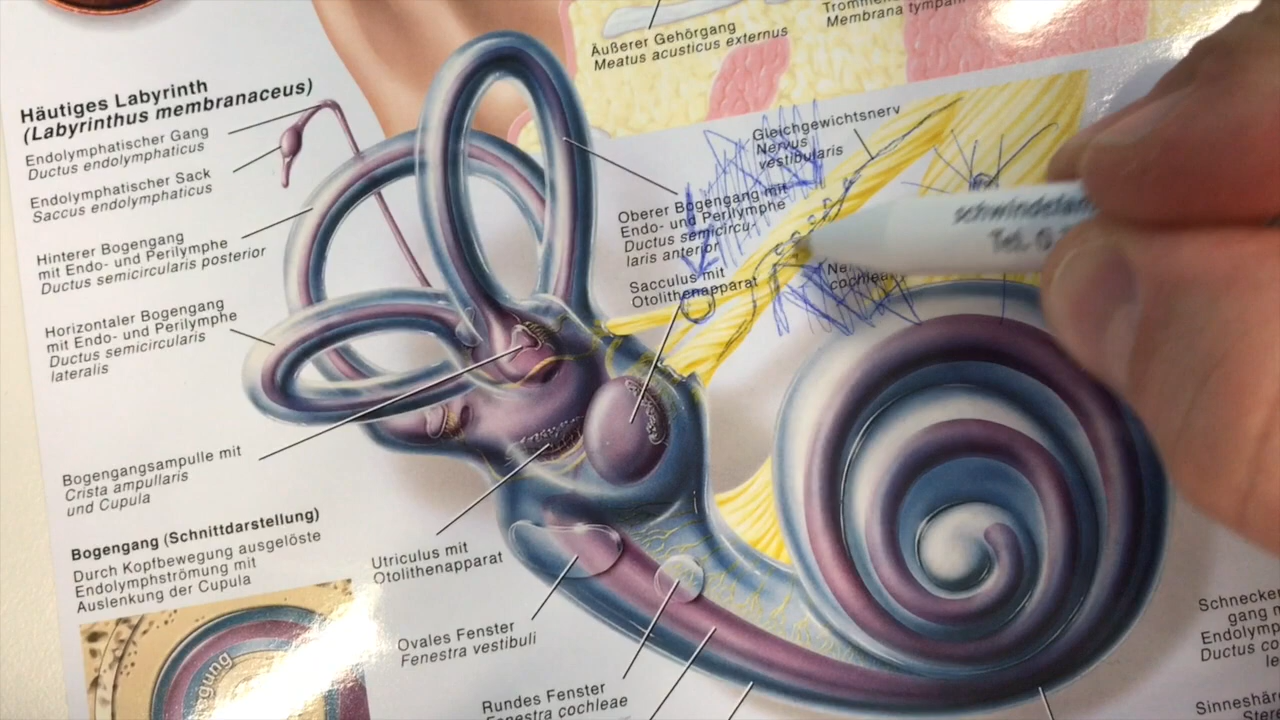 Äußerer Gehörgang
Meatus acusticus externus
Membrana
Häutiges Labyrinth
(Labyrinthus membranaceus)
Endolymphatischer Gang
Ductus endolymphaticus
Endolymphatischer Sack
Saccus endolymphaticus
Hinterer Bogengang
mit Endo- und Perilymphe
Ductus semicircularis posterior
Horizontaler Bogengang
mit Endo- und Perilymphe
Ductus semicircularis
lateralis
Gleichgewichtsnerv
Nervus
vestibularis
Oberer Bogengang mit
Endo- und Perilymphe
Ductus semicircu-
laris anterior
Sacculus mit
Otolithenapparat
cochlearis
Tel.
Bogengangsampulle mit
Crista ampullaris
und Cupula
Bogengang (Schnittdarstellung)
Durch Kopfbewegung ausgelöste
Endolymphströmung mit
Auslenkung der Cupula
Utriculus mit
Otolithenapparat
Ovales Fenster
Fenestra vestibuli
Rundes Fenster
Fenestra cochleae
Ductus